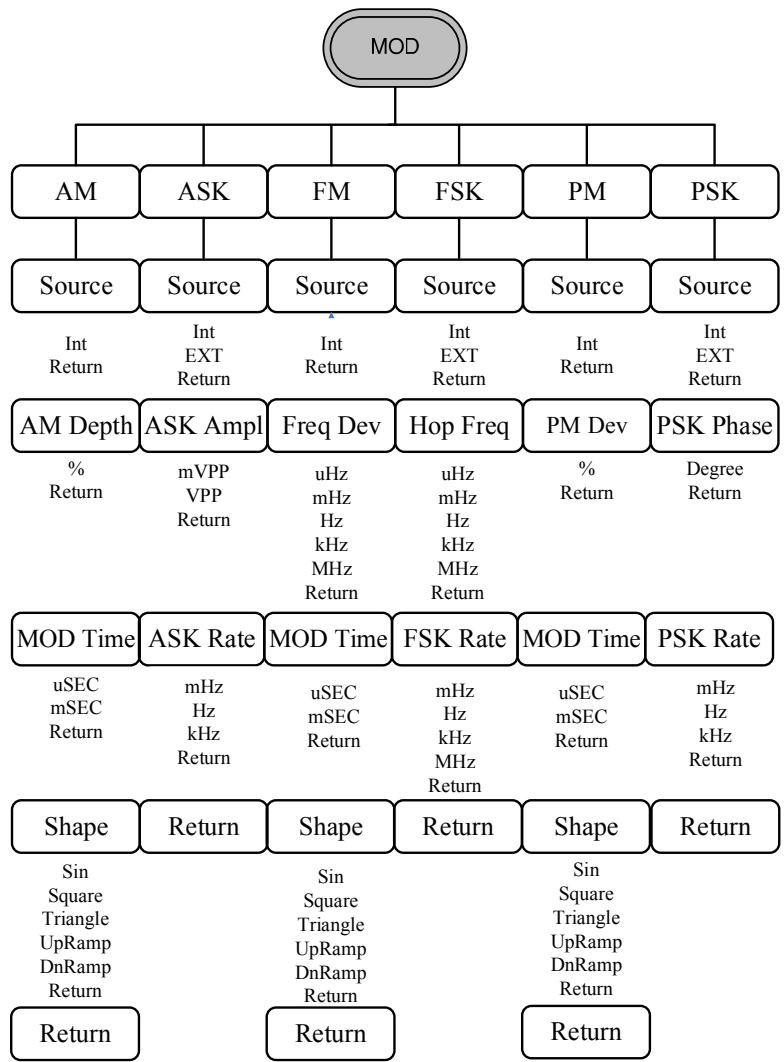 MOD
AM ASK FM FSK PM PSK
Source Source Source Source Source Source
Int Int Int Int Int Int
Return EXT Return EXT Return EXT
Return Return Return
AM Depth ASK Ampl Freq Dev Hop Freq PM Dev PSK Phase
% mVPP uHz uHz % Degree
Return VPP mHz mHz Return Return
Return Hz Hz
kHz kHz
MHz MHz
Return Return
MOD Time ASK Rate MOD Time FSK Rate MOD Time PSK Rate
uSEC mHz uSEC mHz uSEC mHz
mSEC Hz mSEC Hz mSEC Hz
Return kHz Return kHz Return kHz
Return MHz Return
Return
Shape Return Shape Return Shape Return
Sin Sin Sin
Square Square Square
Triangle Triangle Triangle
UpRamp UpRamp UpRamp
DnRamp DnRamp DnRamp
Return Return Return
Return Return Return